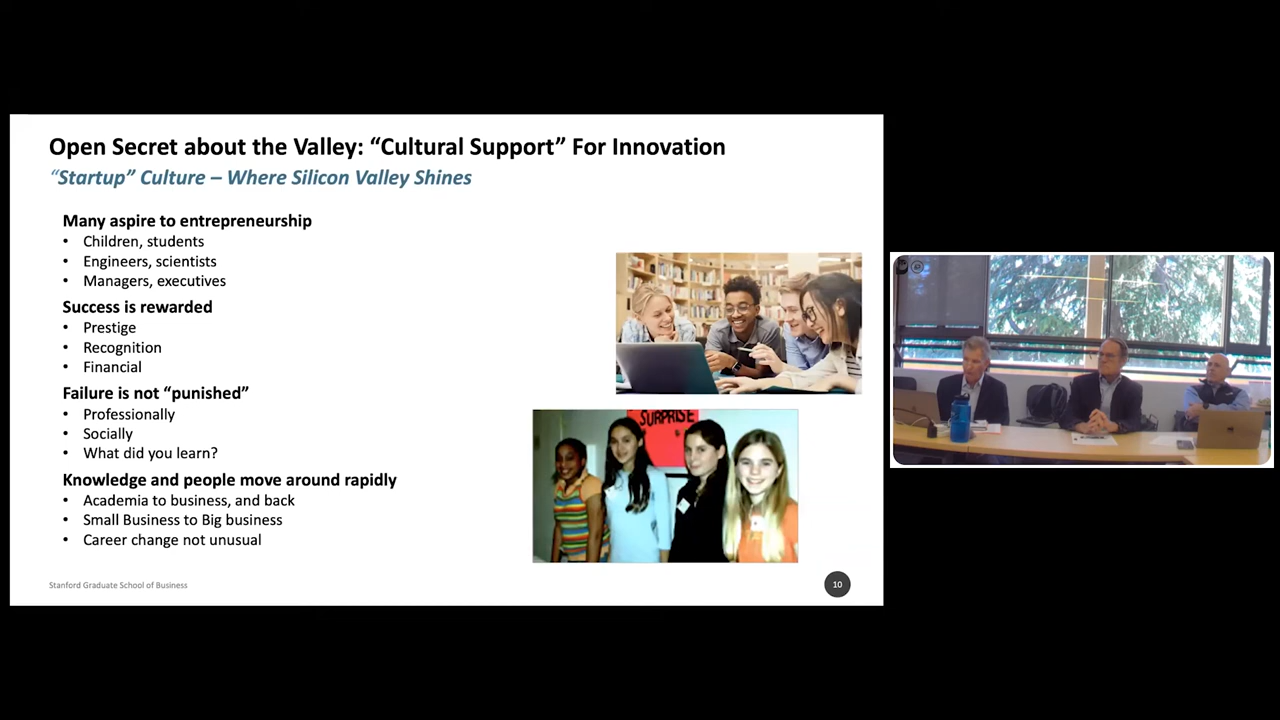 Open Secret about the Valley: “Cultural Support” For Innovation
“Startup” Culture – Where Silicon Valley Shines
Many aspire to entrepreneurship
• Children, students
• Engineers, scientists
• Managers, executives
Success is rewarded
• Prestige
• Recognition
• Financial
Failure is not “punished”
• Professionally
• Socially
• What did you learn?
Knowledge and people move around rapidly
• Academia to business, and back
• Small Business to Big business
• Career change not unusual
SURPRISE
Stanford Graduate School of Business
10